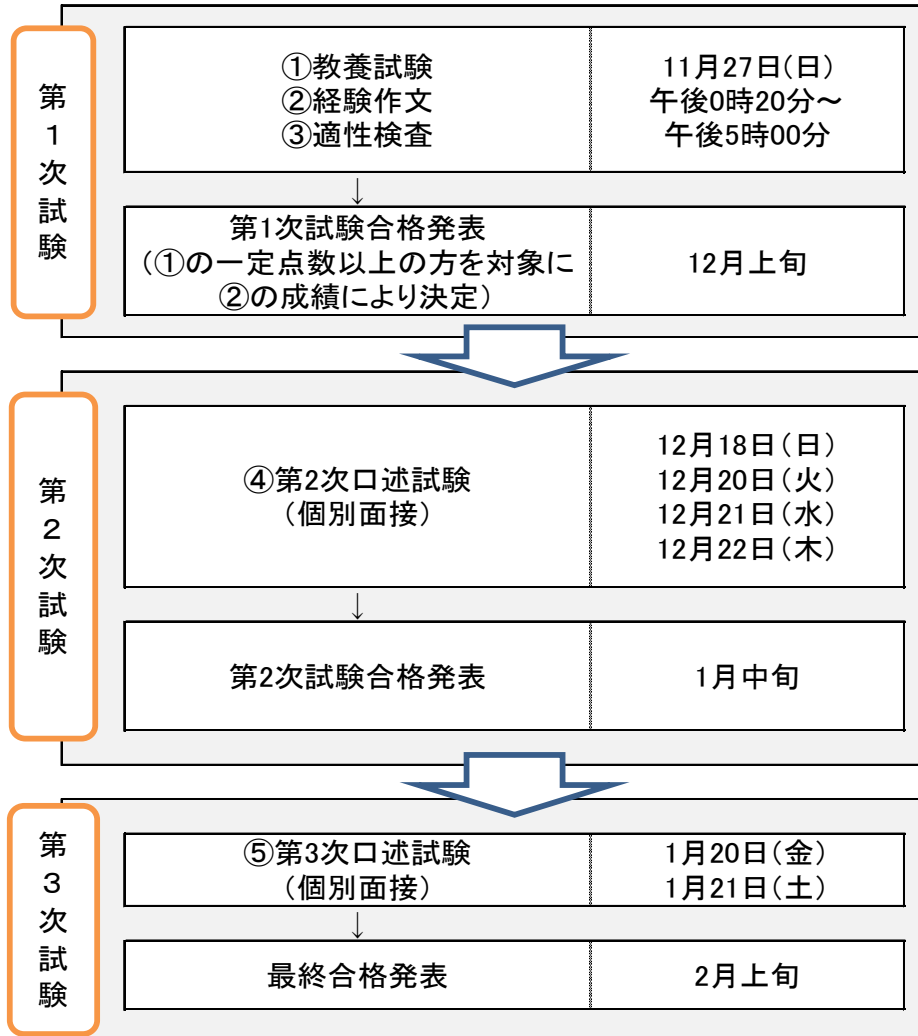 第1次試験
①教養試験
②経験作文
③適性検査
11月27日(日)
午後0時20分～
午後5時00分
↓
第1次試験合格発表
(①の一定点数以上の方を対象に
②の成績により決定)
12月上旬
第2次試験
④第2次口述試験
(個別面接)
12月18日(日)
12月20日(火)
12月21日(水)
12月22日(木)
↓
第2次試験合格発表
1月中旬
第3次試験
⑤第3次口述試験
(個別面接)
1月20日(金)
1月21日(土)
↓
最終合格発表
2月上旬